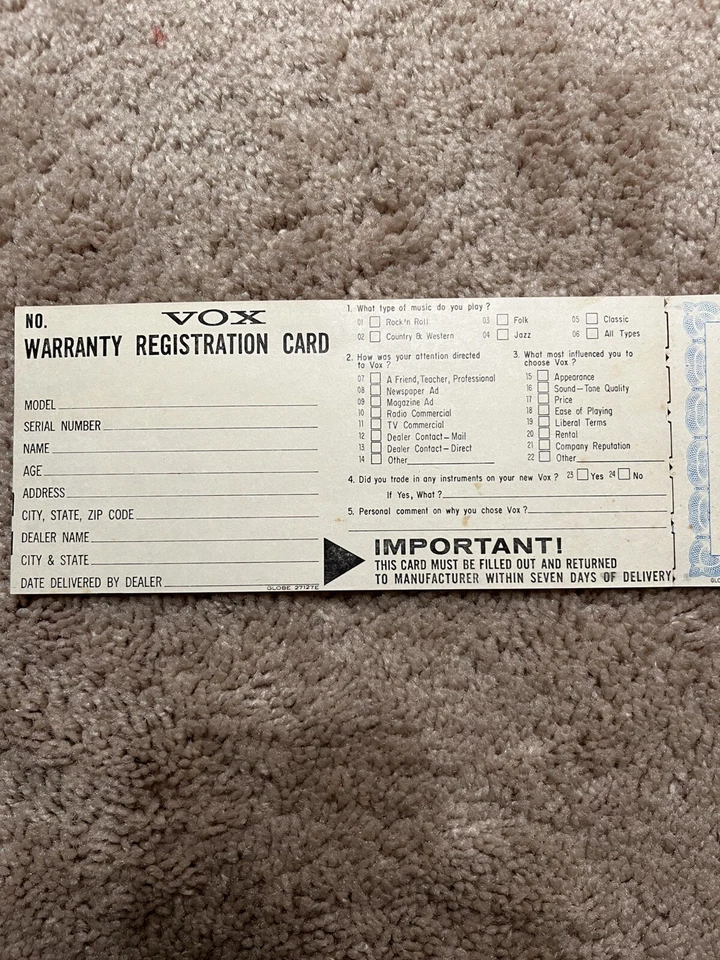 NO.
VOX
WARRANTY REGISTRATION CARD
MODEL
SERIAL NUMBER
NAME
AGE
ADDRESS
CITY, STATE, ZIP CODE
DEALER NAME
CITY & STATE
DATE DELIVERED BY DEALER
GLOBE 27127E
1. What type of music do you play?
01 Rock'n Roll 03 Folk 05 Classic
02 Country & Western 04 Jazz 06 All Types
2. How was your attention directed
to Vox?
07 A Friend, Teacher, Professional
08 Newspaper Ad
09 Magazine Ad
10 Radio Commercial
11 TV Commercial
12 Dealer Contact-Mail
13 Dealer Contact-Direct
14 Other
3. What most influenced you to
choose Vox?
15 Appearance
16 Sound-Tone Quality
17 Price
18 Ease of Playing
19 Liberal Terms
20 Rental
21 Company Reputation
22 Other
4. Did you trade in any instruments on your new Vox? 23 Yes 24 No
If Yes, What?
5. Personal comment on why you chose Vox?
IMPORTANT!
THIS CARD MUST BE FILLED OUT AND RETURNED
TO MANUFACTURER WITHIN SEVEN DAYS OF DELIVERY.